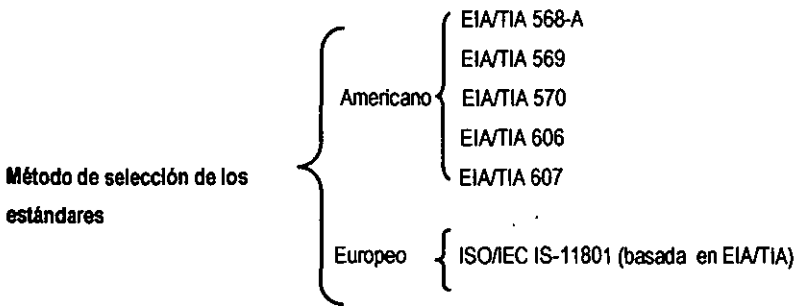 EIA/TIA 568-A
EIA/TIA 569
Americano
EIA/TIA 570
EIA/TIA 606
EIA/TIA 607
Método de selección de los
estándares
Europeo
ISO/IEC IS-11801 (basada en EIA/TIA)